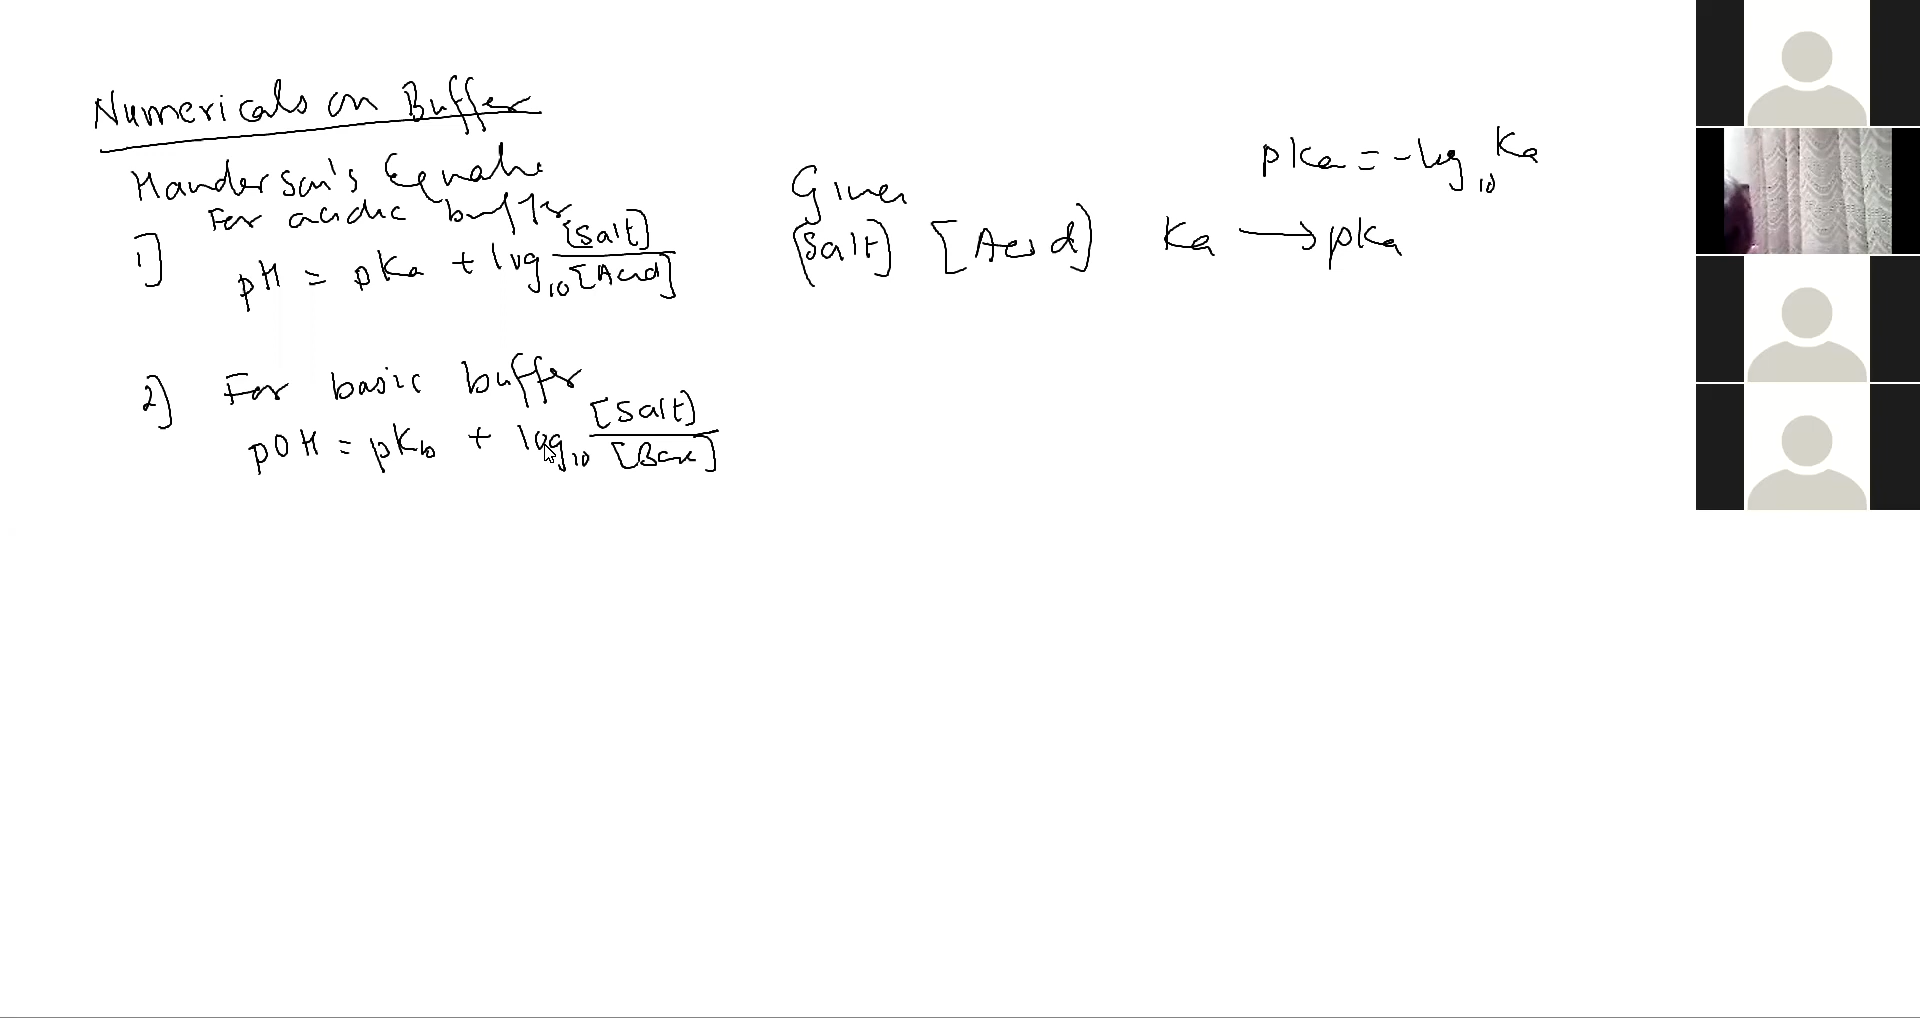 Numericals on Buffer
Handerson's Equatn
For acidic buffer
1] pH = pKa + log10 [Salt] / [Acid]
Given
[Salt] [Acid] Ka → pKa
pKa = -log10 Ka
2] For basic buffer
pOH = pKb + log10 [Salt] / [Base]